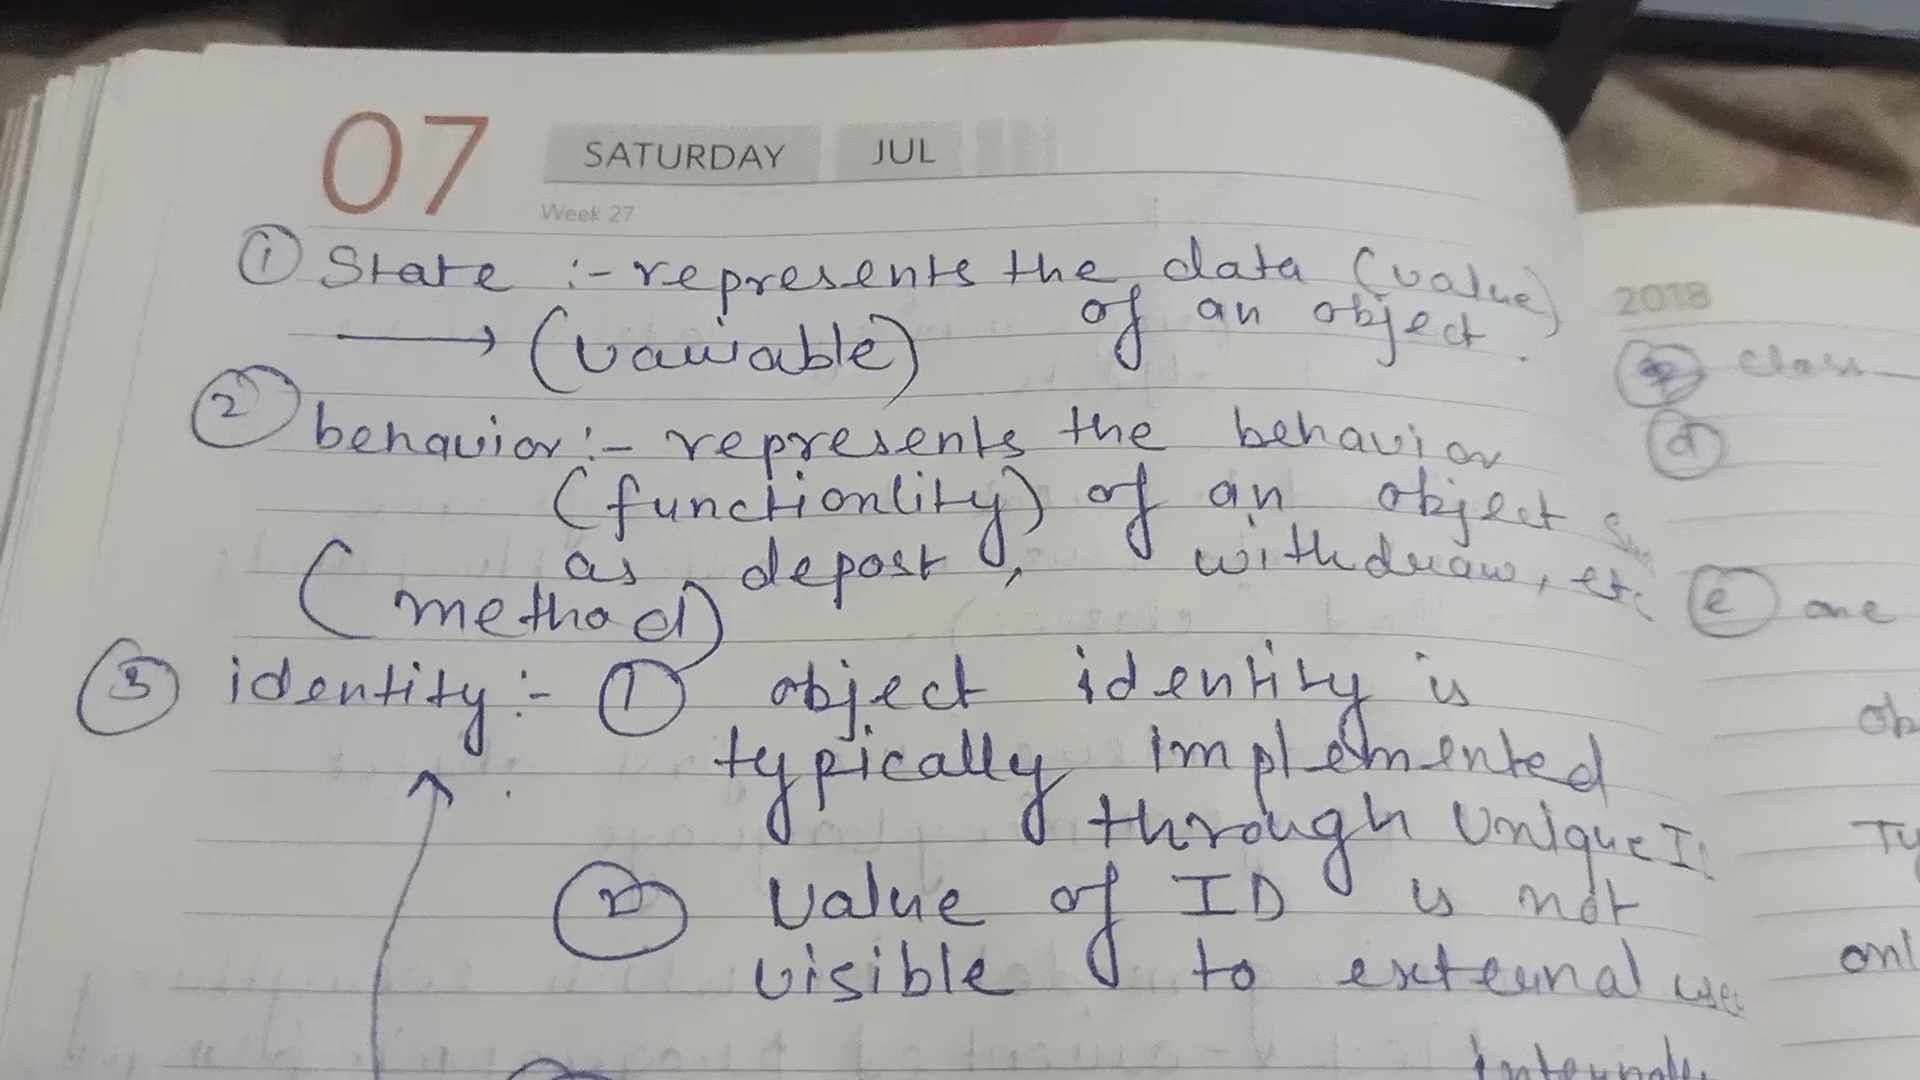 07 SATURDAY JUL
Week 27
① State :- represents the data (value)
of an object.
→ (variable)
② behavior :- represents the behavior
(functionlity) of an object
as depost, withdraw, etc
(method)
③ identity :- ① object identity is
typically implemented
through Unique
② Value of ID is not
visible to external
internally
2018
class
d
e one